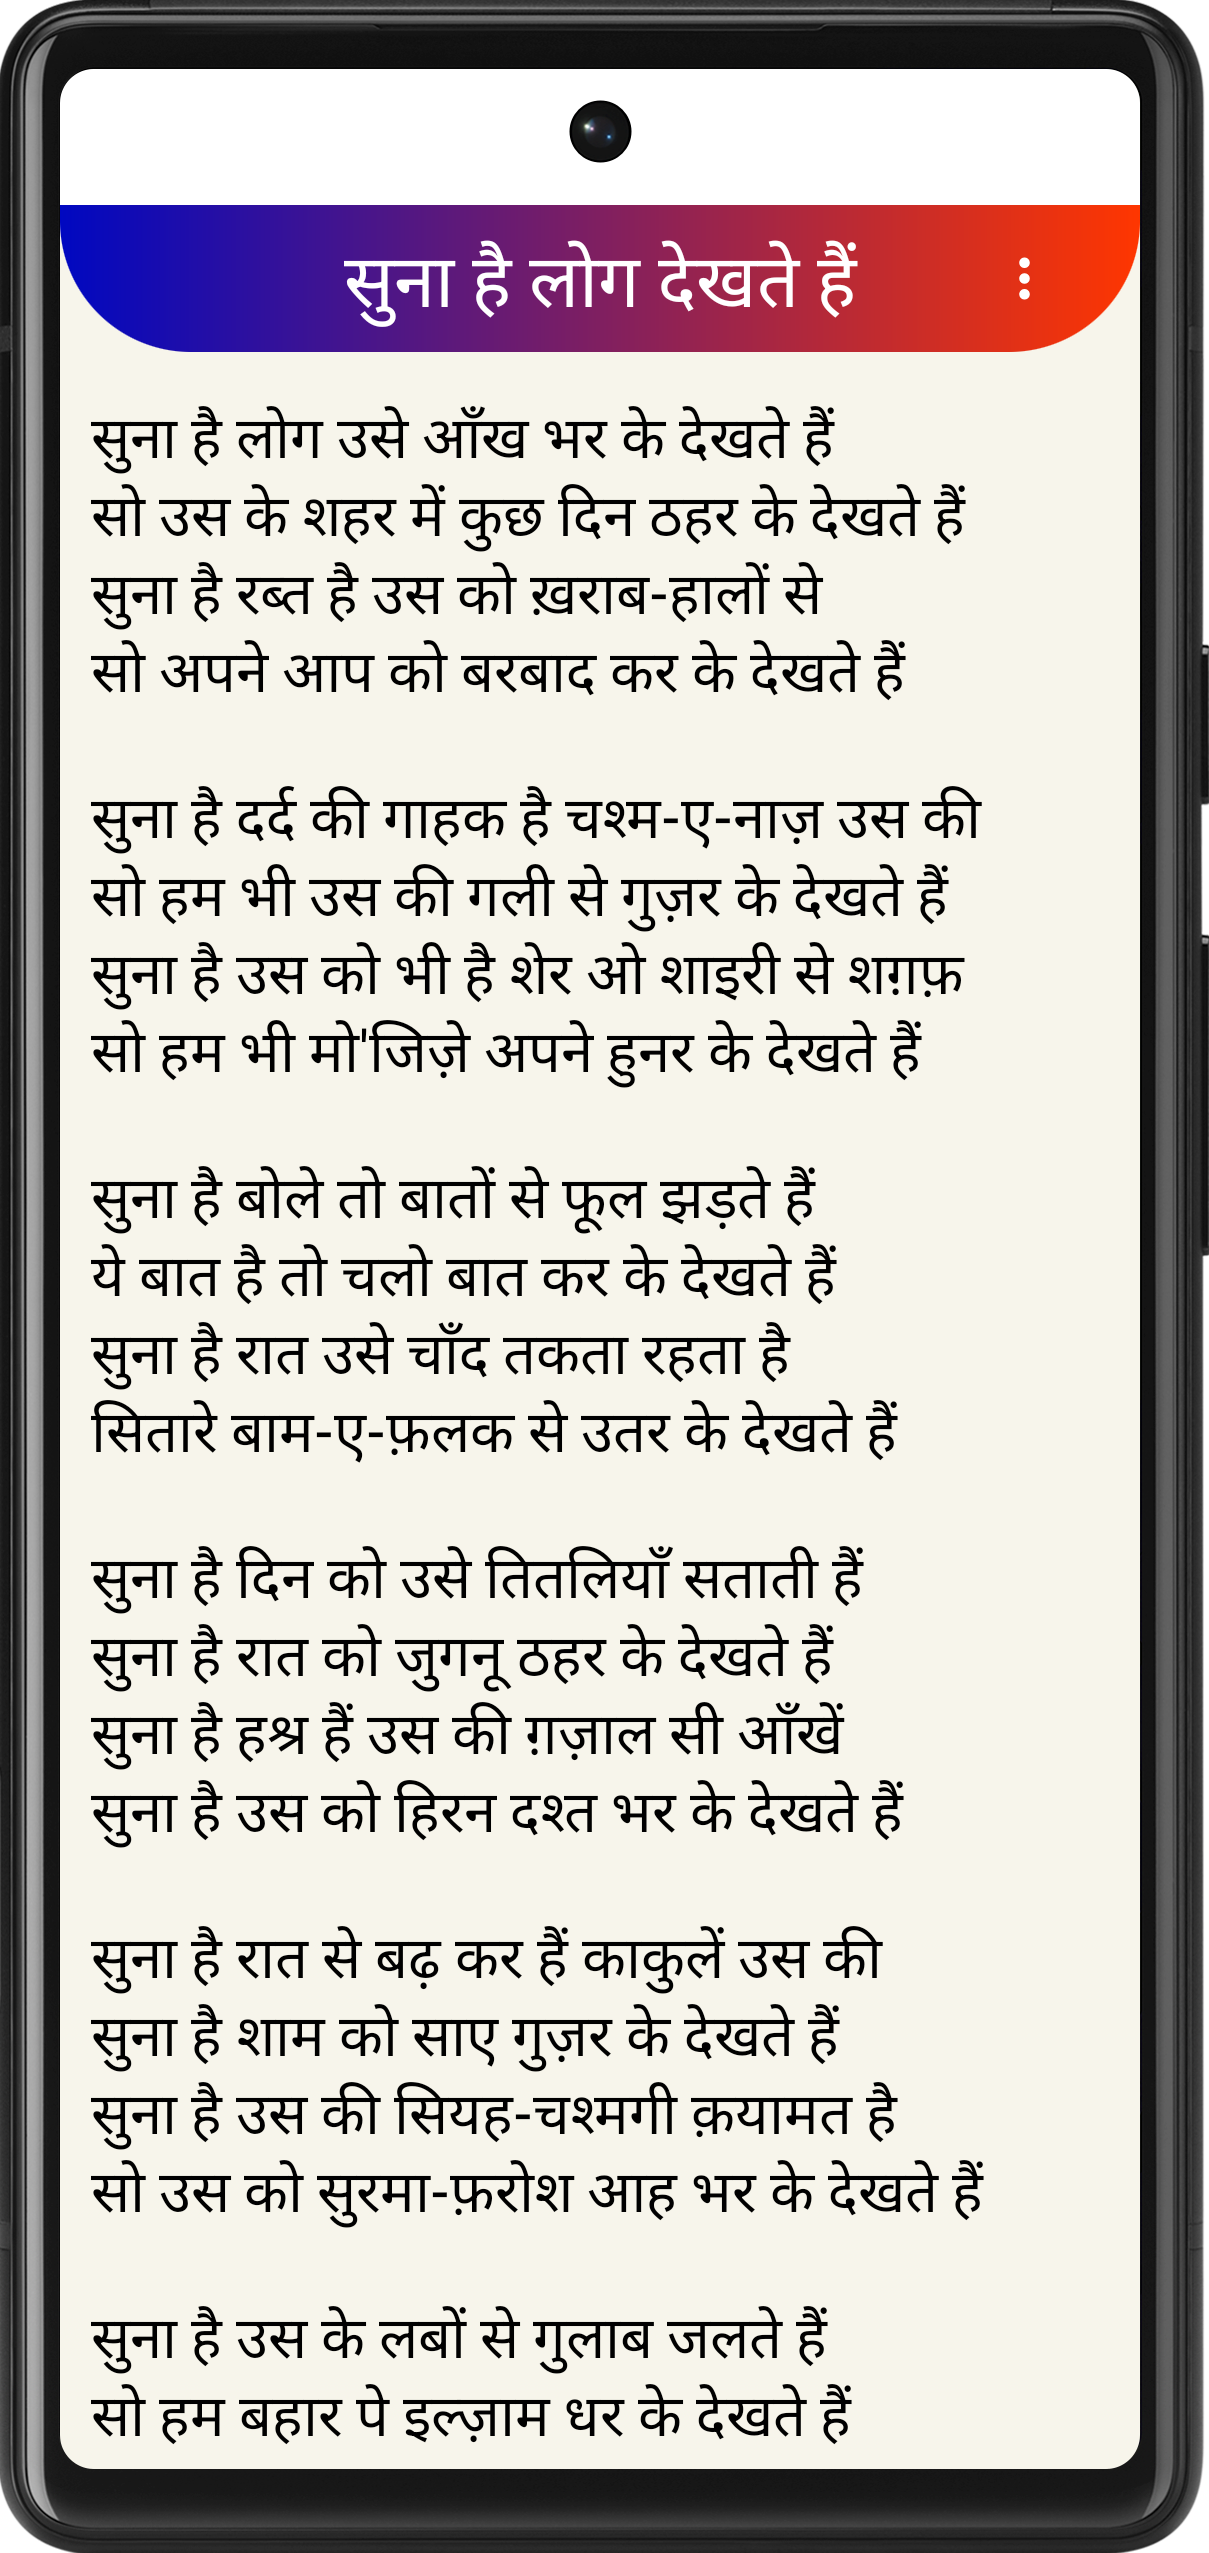 सुना है लोग देखते हैं
सुना है लोग उसे आँख भर के देखते हैं
सो उस के शहर में कुछ दिन ठहर के देखते हैं
सुना है रब्त है उस को ख़राब-हालों से
सो अपने आप को बरबाद कर के देखते हैं
सुना है दर्द की गाहक है चश्म-ए-नाज़ उस की
सो हम भी उस की गली से गुज़र के देखते हैं
सुना है उस को भी है शेर ओ शाइरी से शग़फ़
सो हम भी मो'जिज़े अपने हुनर के देखते हैं
सुना है बोले तो बातों से फूल झड़ते हैं
ये बात है तो चलो बात कर के देखते हैं
सुना है रात उसे चाँद तकता रहता है
सितारे बाम-ए-फ़लक से उतर के देखते हैं
सुना है दिन को उसे तितलियाँ सताती हैं
सुना है रात को जुगनू ठहर के देखते हैं
सुना है हश्र हैं उस की ग़ज़ाल सी आँखें
सुना है उस को हिरन दश्त भर के देखते हैं
सुना है रात से बढ़ कर हैं काकुलें उस की
सुना है शाम को साए गुज़र के देखते हैं
सुना है उस की सियह-चश्मगी क़यामत है
सो उस को सुरमा-फ़रोश आह भर के देखते हैं
सुना है उस के लबों से गुलाब जलते हैं
सो हम बहार पे इल्ज़ाम धर के देखते हैं